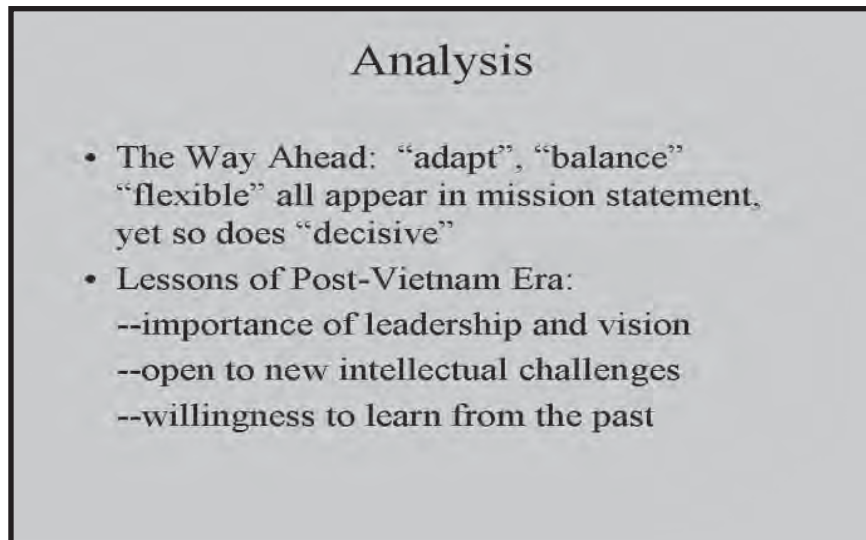 Analysis
• The Way Ahead: “adapt”, “balance”
“flexible” all appear in mission statement,
yet so does “decisive”
• Lessons of Post-Vietnam Era:
--importance of leadership and vision
--open to new intellectual challenges
--willingness to learn from the past